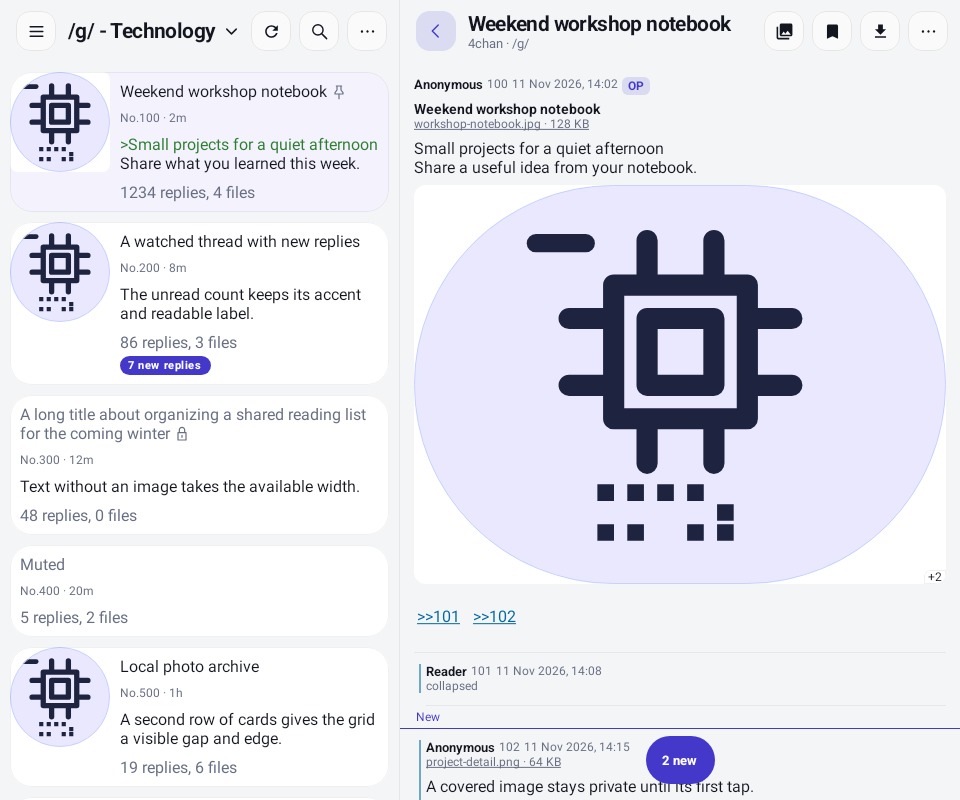 /g/ - Technology
Weekend workshop notebook
No.100 · 2m
>Small projects for a quiet afternoon
Share what you learned this week.
1234 replies, 4 files
A watched thread with new replies
No.200 · 8m
The unread count keeps its accent
and readable label.
86 replies, 3 files
7 new replies
A long title about organizing a shared reading list
for the coming winter
No.300 · 12m
Text without an image takes the available width.
48 replies, 0 files
Muted
No.400 · 20m
5 replies, 2 files
Local photo archive
No.500 · 1h
A second row of cards gives the grid
a visible gap and edge.
19 replies, 6 files
Weekend workshop notebook
4chan · /g/
Anonymous 100 11 Nov 2026, 14:02 OP
Weekend workshop notebook
workshop-notebook.jpg · 128 KB
Small projects for a quiet afternoon
Share a useful idea from your notebook.
+2
>>101 >>102
Reader 101 11 Nov 2026, 14:08
collapsed
New
Anonymous 102 11 Nov 2026, 14:15
project-detail.png · 64 KB
2 new
A covered image stays private until its first tap.